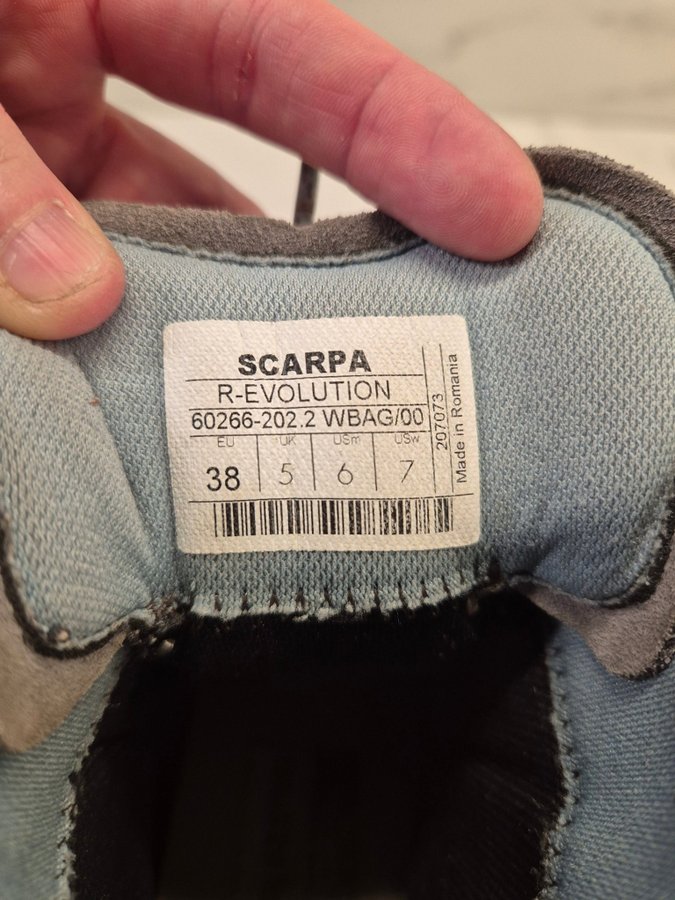 SCARPA
R-EVOLUTION
60266-202.2 WBAG/00
EU UK USm USw
38 5 6 7
207073
Made in Romania